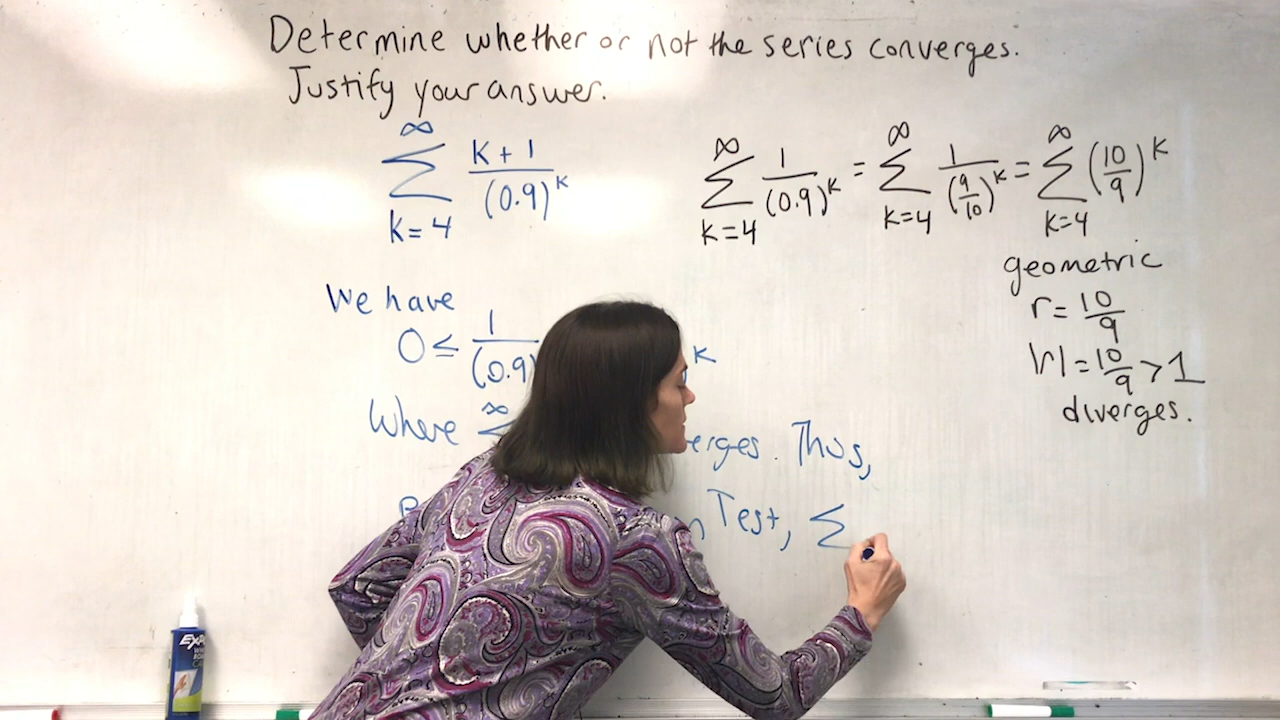 Determine whether or not the series converges.
Justify your answer.
∞
Σ
k=4
k+1
(0.9)^k
∞
Σ
k=4
1
(0.9)^k
=
∞
Σ
k=4
1
(9/10)^k
=
∞
Σ
k=4
(10/9)^k
geometric
r=10/9
|r|=10/9>1
diverges.
We have
0≤ 1
(0.9) k
Where ∞ Thus,
Test, Σ
EXPO